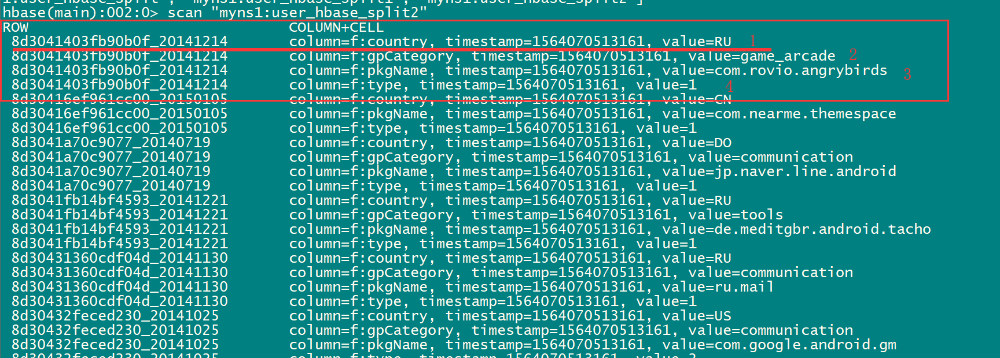 hbase(main):002:0> scan "myns1:user_hbase_split2"
ROW COLUMN+CELL
8d3041403fb90b0f_20141214 column=f:country, timestamp=1564070513161, value=RU 1
8d3041403fb90b0f_20141214 column=f:gpCategory, timestamp=1564070513161, value=game_arcade 2
8d3041403fb90b0f_20141214 column=f:pkgName, timestamp=1564070513161, value=com.rovio.angrybirds 3
8d3041403fb90b0f_20141214 column=f:type, timestamp=1564070513161, value=1 4
8d30416ef961cc00_20150105 column=f:country, timestamp=1564070513161, value=CN
8d30416ef961cc00_20150105 column=f:pkgName, timestamp=1564070513161, value=com.nearme.themespace
8d30416ef961cc00_20150105 column=f:type, timestamp=1564070513161, value=1
8d3041a70c9077_20140719 column=f:country, timestamp=1564070513161, value=DO
8d3041a70c9077_20140719 column=f:gpCategory, timestamp=1564070513161, value=communication
8d3041a70c9077_20140719 column=f:pkgName, timestamp=1564070513161, value=jp.naver.line.android
8d3041a70c9077_20140719 column=f:type, timestamp=1564070513161, value=1
8d3041fb14bf4593_20141221 column=f:country, timestamp=1564070513161, value=RU
8d3041fb14bf4593_20141221 column=f:gpCategory, timestamp=1564070513161, value=tools
8d3041fb14bf4593_20141221 column=f:pkgName, timestamp=1564070513161, value=de.meditgbr.android.tacho
8d3041fb14bf4593_20141221 column=f:type, timestamp=1564070513161, value=1
8d30431360cdf04d_20141130 column=f:country, timestamp=1564070513161, value=RU
8d30431360cdf04d_20141130 column=f:gpCategory, timestamp=1564070513161, value=communication
8d30431360cdf04d_20141130 column=f:pkgName, timestamp=1564070513161, value=ru.mail
8d30431360cdf04d_20141130 column=f:type, timestamp=1564070513161, value=1
8d30432feced230_20141025 column=f:country, timestamp=1564070513161, value=US
8d30432feced230_20141025 column=f:gpCategory, timestamp=1564070513161, value=communication
8d30432feced230_20141025 column=f:pkgName, timestamp=1564070513161, value=com.google.android.gm